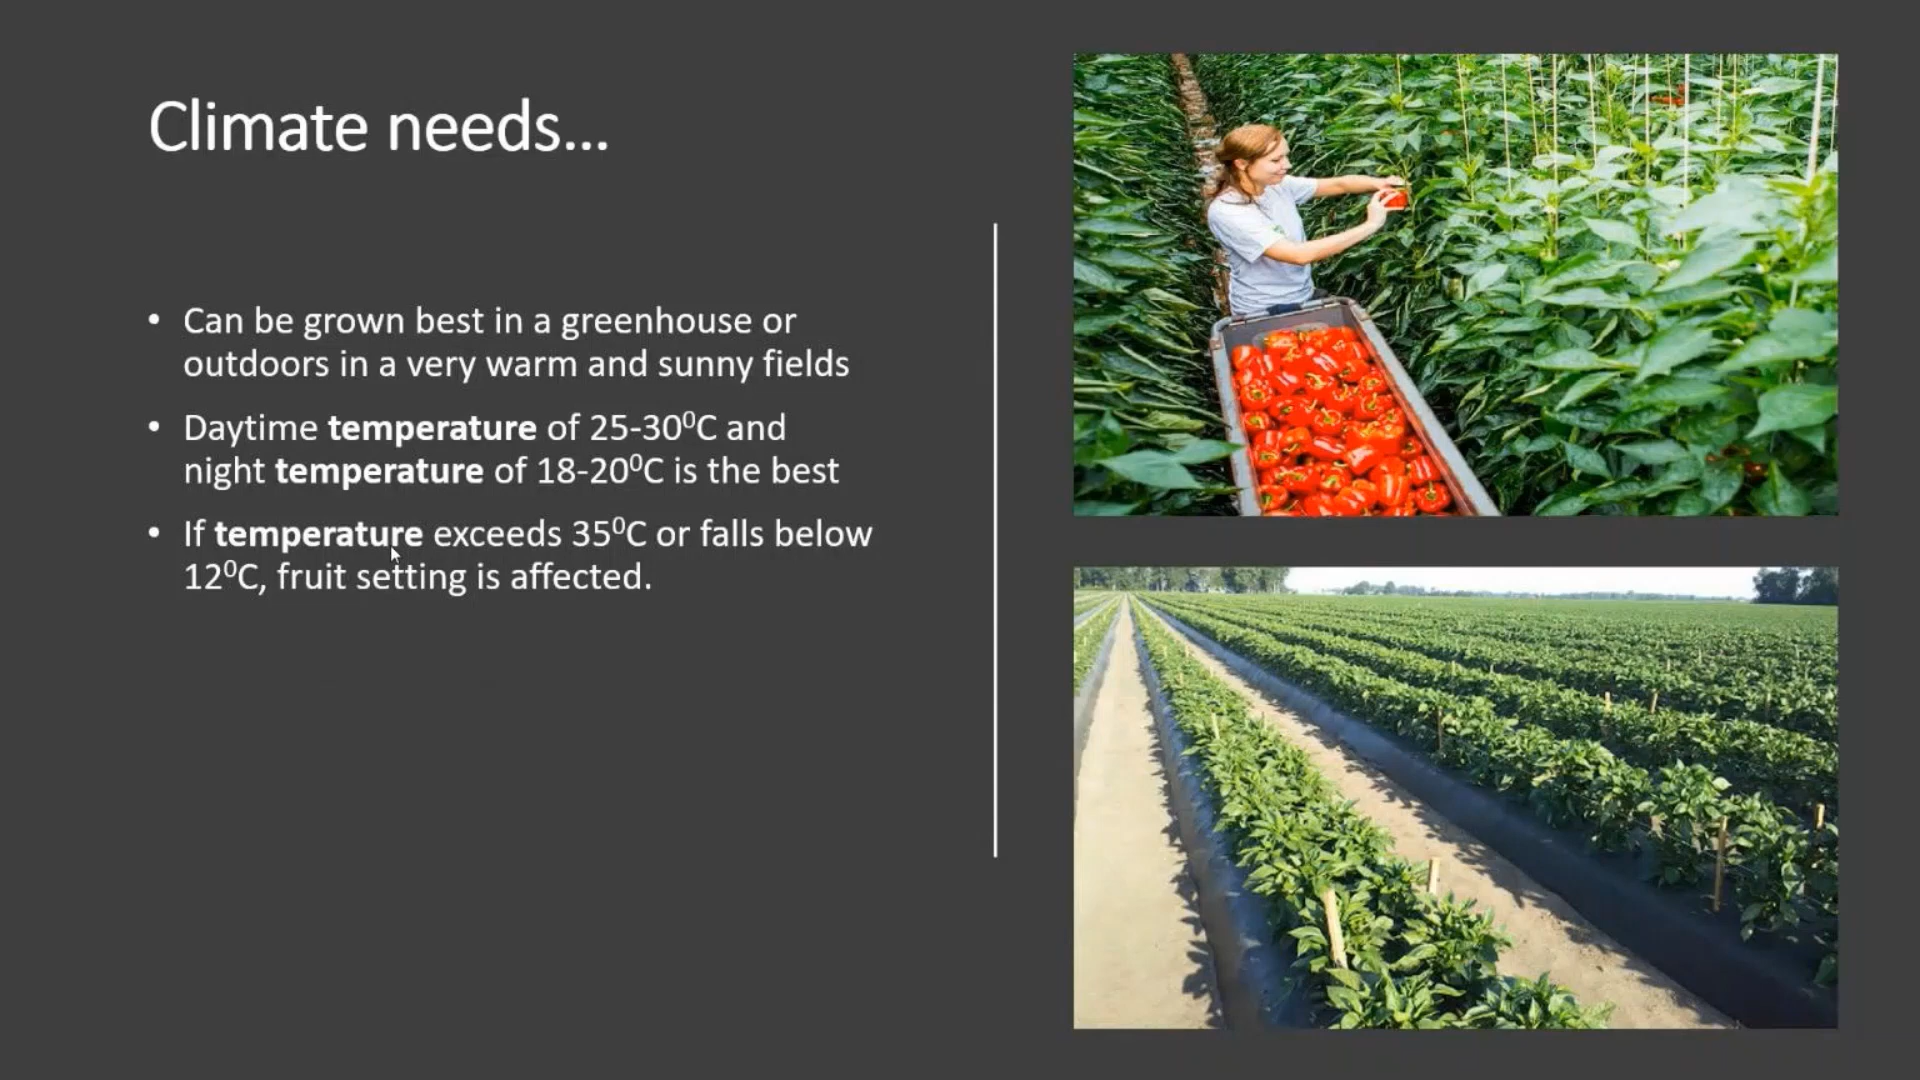 Climate needs...
• Can be grown best in a greenhouse or
outdoors in a very warm and sunny fields
• Daytime temperature of 25-30⁰C and
night temperature of 18-20⁰C is the best
• If temperature exceeds 35⁰C or falls below
12⁰C, fruit setting is affected.